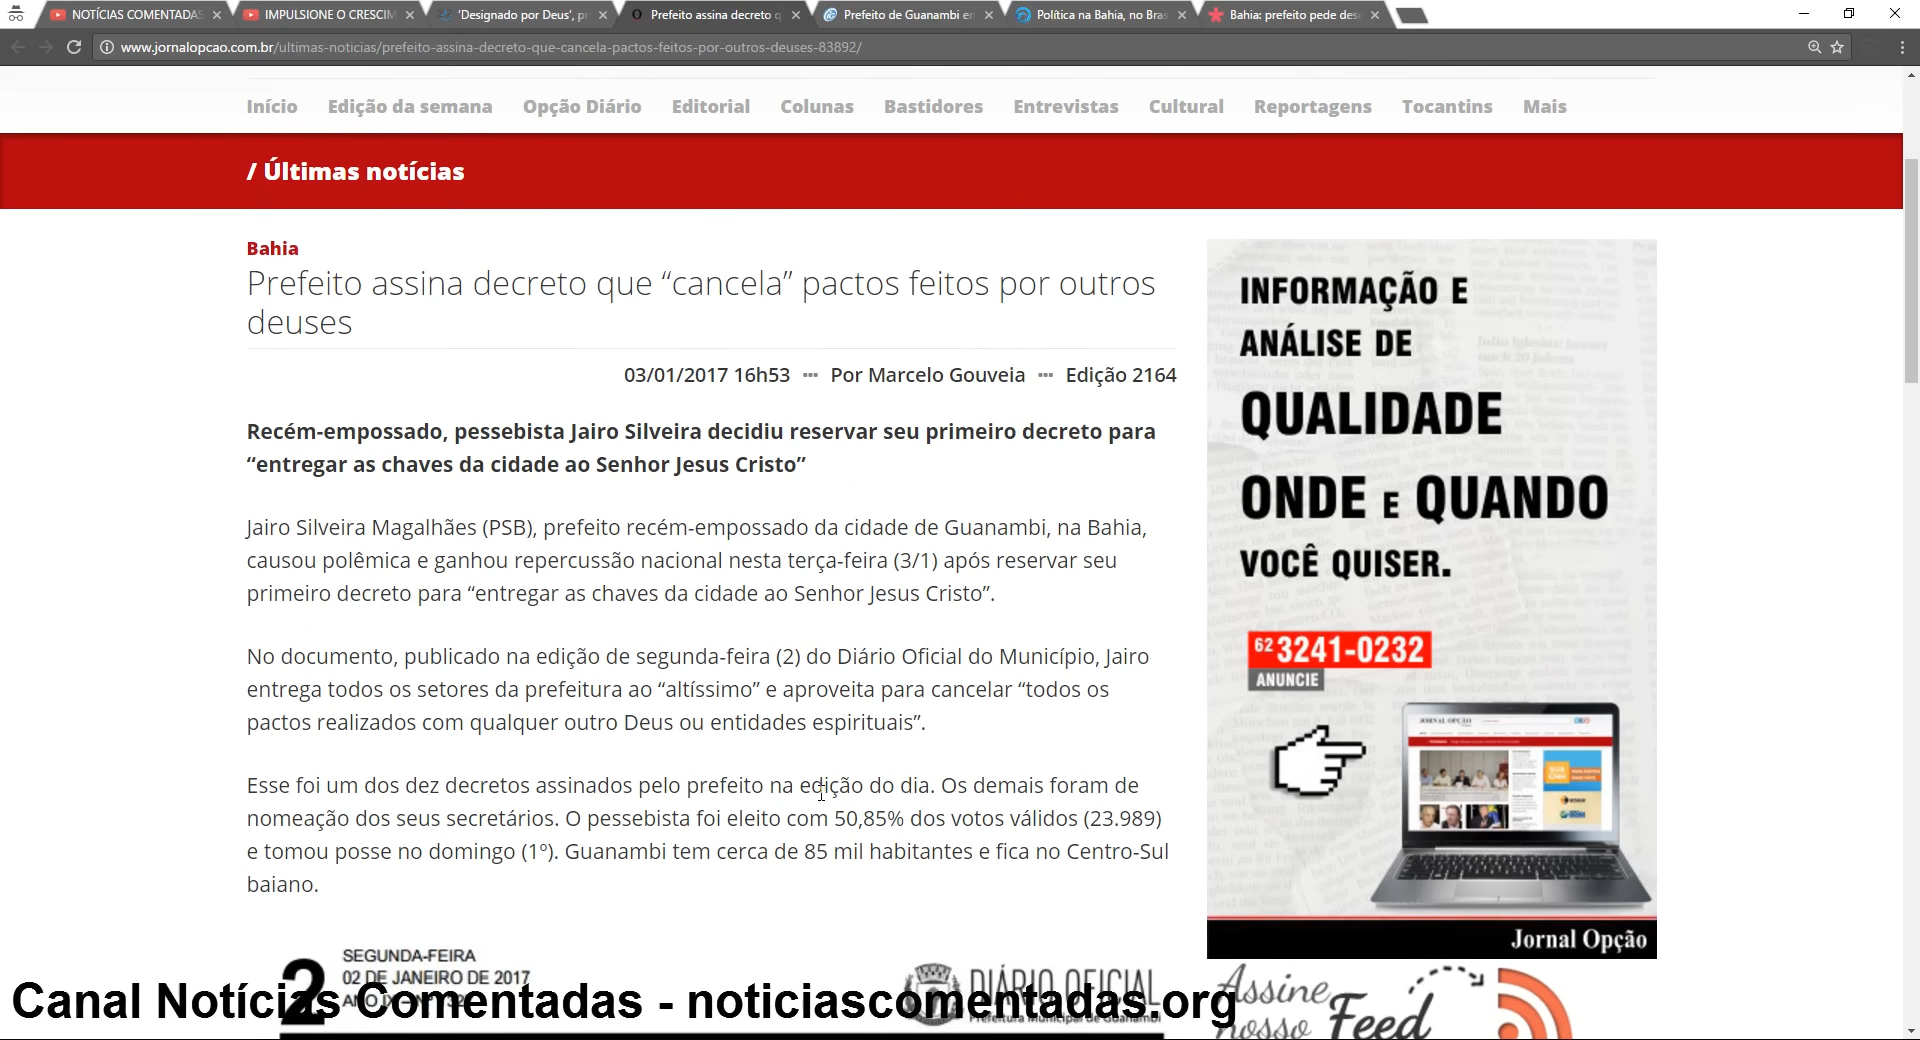 NOTÍCIAS COMENTADAS
IMPULSIONE O CRESCIM
'Designado por Deus', pr
Prefeito assina decreto q
Prefeito de Guanambi en
Política na Bahia, no Bras
Bahia: prefeito pede des
www.jornalopcao.com.br/ultimas-noticias/prefeito-assina-decreto-que-cancela-pactos-feitos-por-outros-deuses-83892/
Início Edição da semana Opção Diário Editorial Colunas Bastidores Entrevistas Cultural Reportagens Tocantins Mais
/ Últimas notícias
Bahia
Prefeito assina decreto que “cancela” pactos feitos por outros
deuses
03/01/2017 16h53 ··· Por Marcelo Gouveia ··· Edição 2164
Recém-empossado, pessebista Jairo Silveira decidiu reservar seu primeiro decreto para
“entregar as chaves da cidade ao Senhor Jesus Cristo”
Jairo Silveira Magalhães (PSB), prefeito recém-empossado da cidade de Guanambi, na Bahia,
causou polêmica e ganhou repercussão nacional nesta terça-feira (3/1) após reservar seu
primeiro decreto para “entregar as chaves da cidade ao Senhor Jesus Cristo”.
No documento, publicado na edição de segunda-feira (2) do Diário Oficial do Município, Jairo
entrega todos os setores da prefeitura ao “altíssimo” e aproveita para cancelar “todos os
pactos realizados com qualquer outro Deus ou entidades espirituais”.
Esse foi um dos dez decretos assinados pelo prefeito na edição do dia. Os demais foram de
nomeação dos seus secretários. O pessebista foi eleito com 50,85% dos votos válidos (23.989)
e tomou posse no domingo (1º). Guanambi tem cerca de 85 mil habitantes e fica no Centro-Sul
baiano.
INFORMAÇÃO E
ANÁLISE DE
QUALIDADE
ONDE E QUANDO
VOCÊ QUISER.
62 3241-0232
ANUNCIE
JORNAL OPÇÃO
Jornal Opção
2
SEGUNDA-FEIRA
02 DE JANEIRO DE 2017
DIÁRIO OFICIAL
Prefeitura Municipal de Guanambi
Assine
nosso Feed
Canal Notícias Comentadas - noticiascomentadas.org